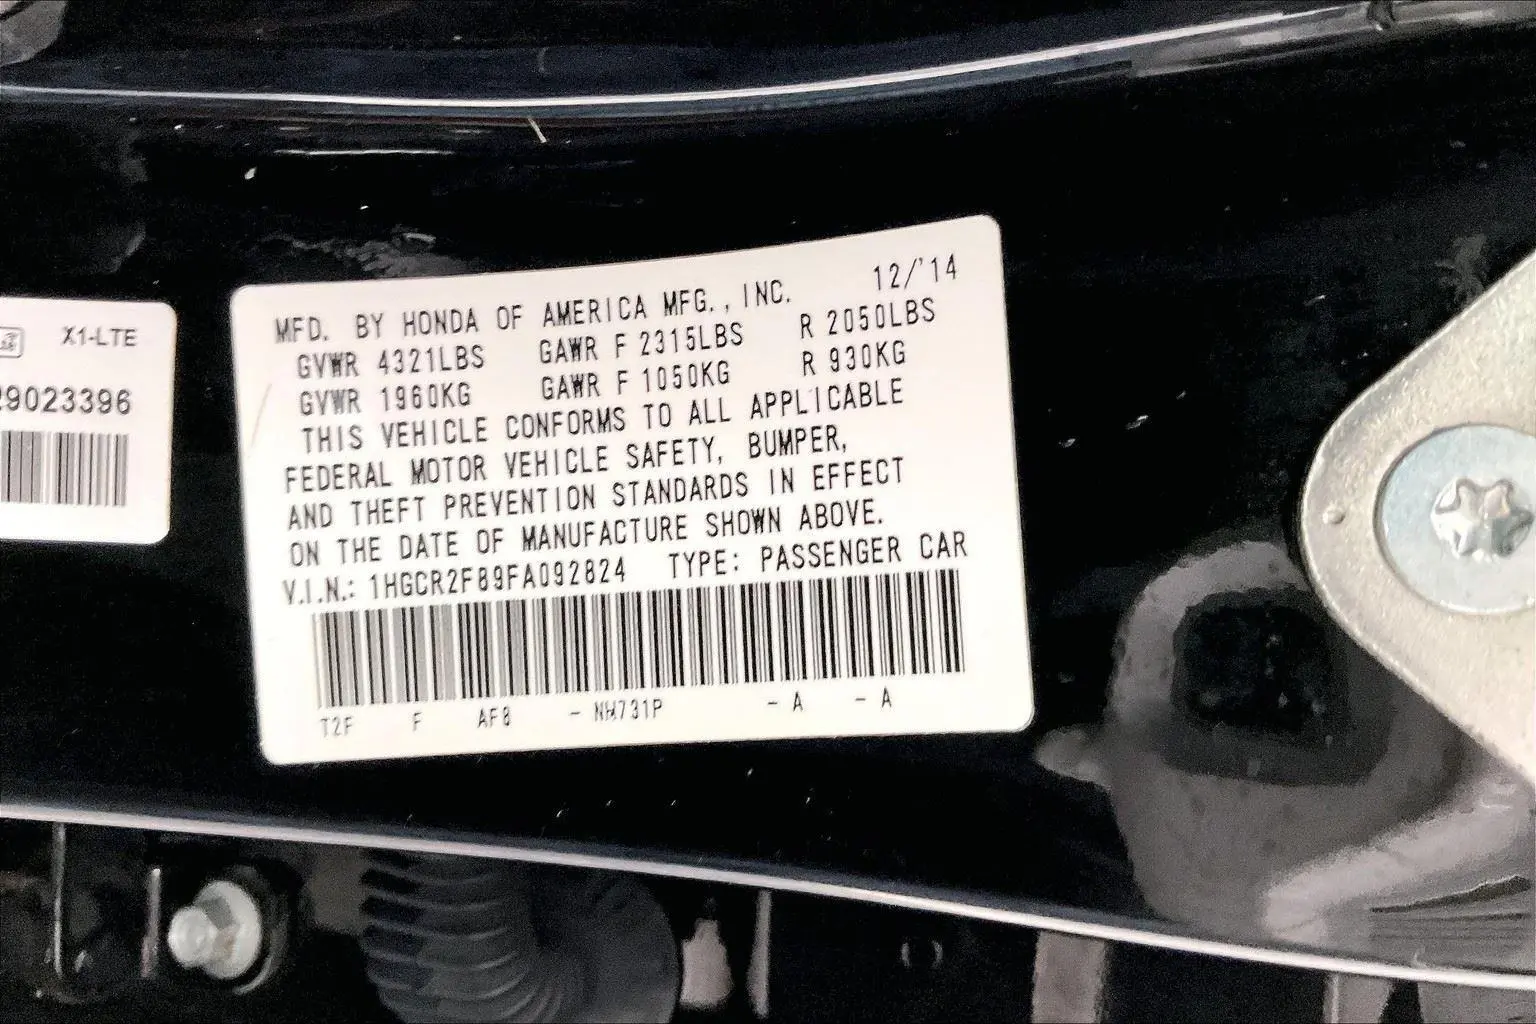 X1-LTE
29023396
MFD. BY HONDA OF AMERICA MFG., INC. 12/'14
GVWR 4321LBS GAWR F 2315LBS R 2050LBS
GVWR 1960KG GAWR F 1050KG R 930KG
THIS VEHICLE CONFORMS TO ALL APPLICABLE
FEDERAL MOTOR VEHICLE SAFETY, BUMPER,
AND THEFT PREVENTION STANDARDS IN EFFECT
ON THE DATE OF MANUFACTURE SHOWN ABOVE.
V.I.N.: 1HGCR2F89FA092824 TYPE: PASSENGER CAR
T2F F AF8 - NH731P - A - A